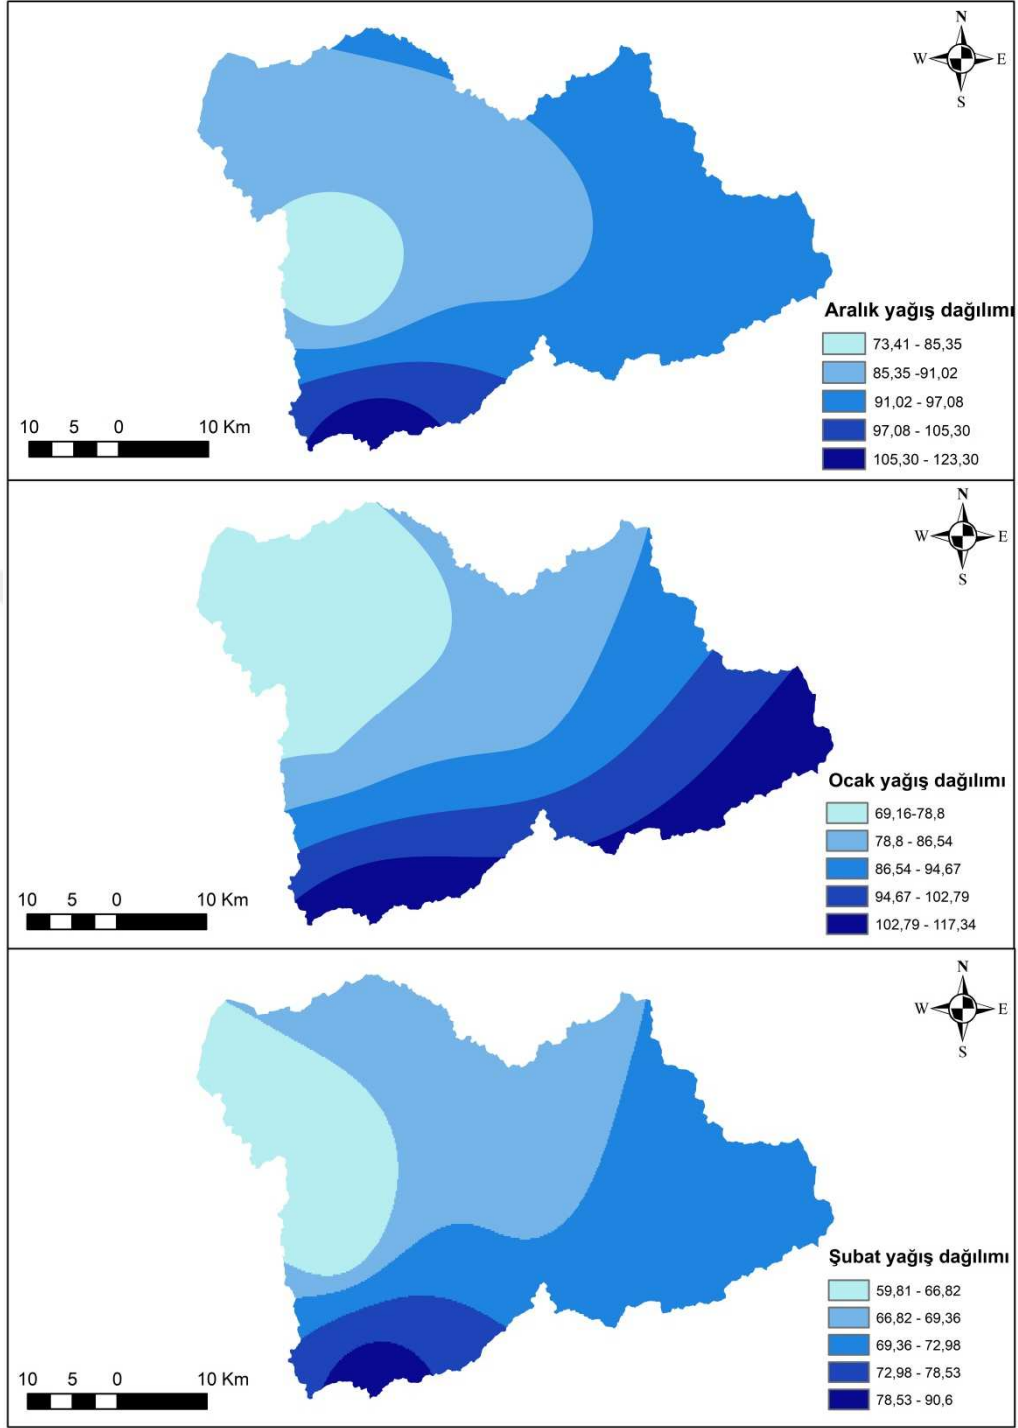 N
W E
S
Aralık yağış dağılımı
73,41 - 85,35
85,35 -91,02
91,02 - 97,08
97,08 - 105,30
105,30 - 123,30
10 5 0 10 Km
N
W E
S
Ocak yağış dağılımı
69,16-78,8
78,8 - 86,54
86,54 - 94,67
94,67 - 102,79
102,79 - 117,34
10 5 0 10 Km
N
W E
S
Şubat yağış dağılımı
59,81 - 66,82
66,82 - 69,36
69,36 - 72,98
72,98 - 78,53
78,53 - 90,6
10 5 0 10 Km